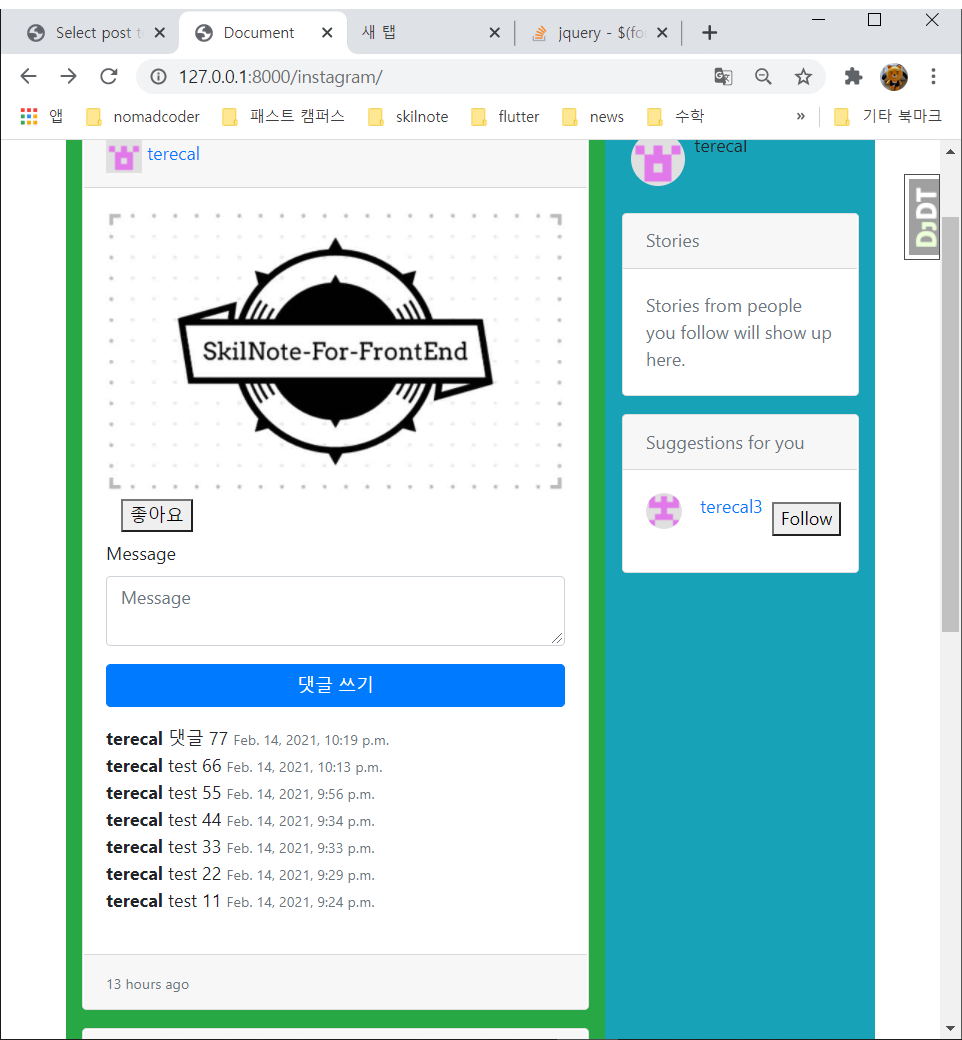 Select post t
Document
새 탭
jquery - $(fo
127.0.0.1:8000/instagram/
앱
nomadcoder
패스트 캠퍼스
skilnote
flutter
news
수학
»
기타 북마크
terecal
SkilNote-For-FrontEnd
좋아요
Message
Message
댓글 쓰기
terecal 댓글 77 Feb. 14, 2021, 10:19 p.m.
terecal test 66 Feb. 14, 2021, 10:13 p.m.
terecal test 55 Feb. 14, 2021, 9:56 p.m.
terecal test 44 Feb. 14, 2021, 9:34 p.m.
terecal test 33 Feb. 14, 2021, 9:33 p.m.
terecal test 22 Feb. 14, 2021, 9:29 p.m.
terecal test 11 Feb. 14, 2021, 9:24 p.m.
13 hours ago
terecal
Stories
Stories from people
you follow will show up
here.
Suggestions for you
terecal3
Follow
DjDT